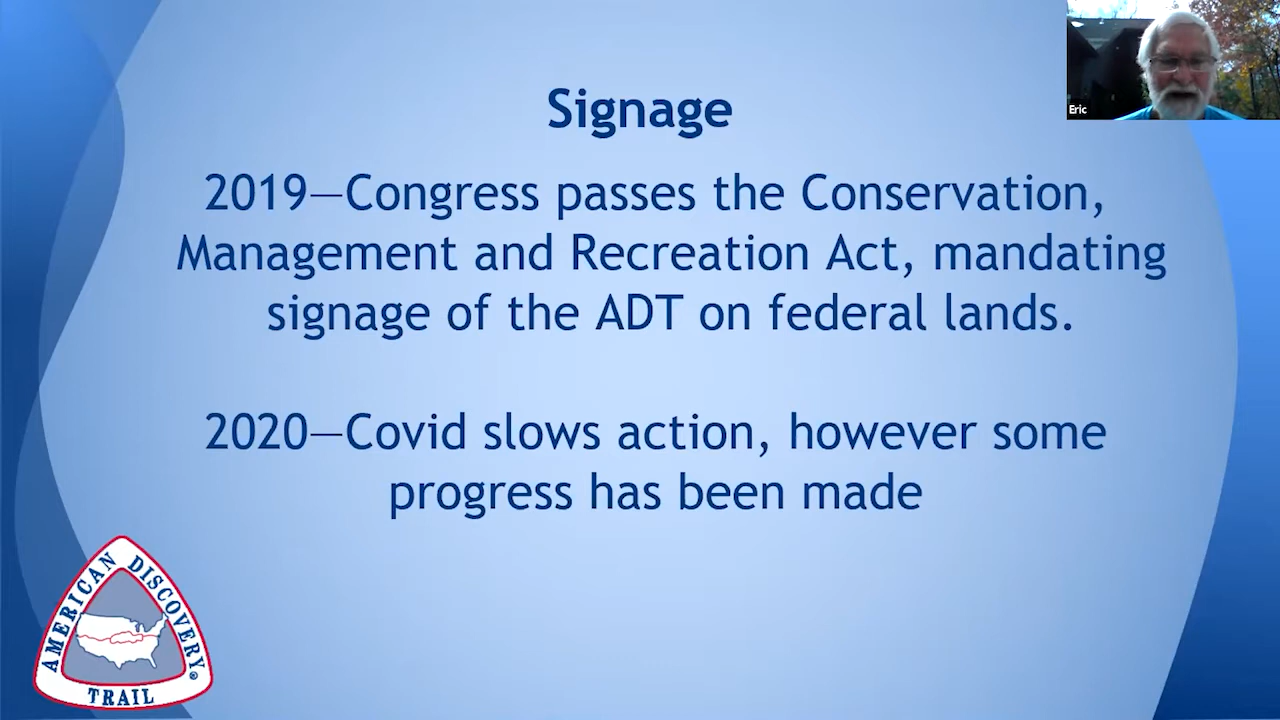 Eric
Signage
2019—Congress passes the Conservation,
Management and Recreation Act, mandating
signage of the ADT on federal lands.
2020—Covid slows action, however some
progress has been made
AMERICAN DISCOVERY
TRAIL
®